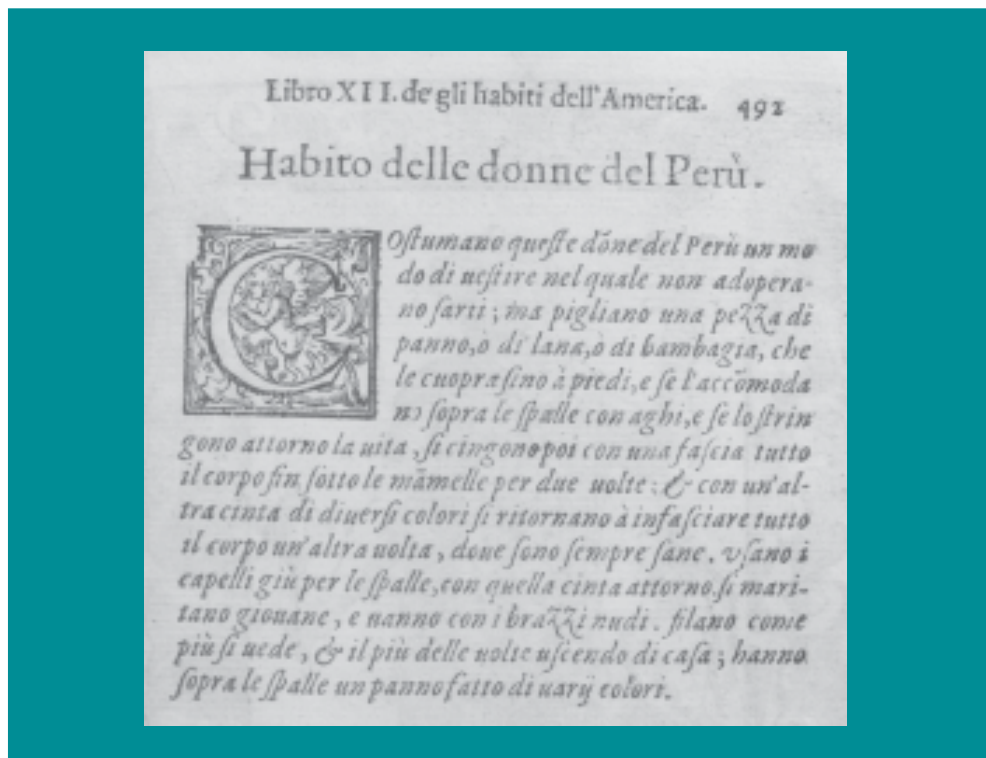 Libro XII. de gli habiti dell'America. 492
Habito delle donne del Perù.
COſtumano queſte dõne del Perù un mo
do di ueſtire nel quale non adopera-
no ſarti; ma pigliano una pezza di
panno, ò di lana, ò di bambagia, che
le cuopra ſino à piedi, e ſe l'accõmoda
no ſopra le ſpalle con aghi, e ſe lo ſtrin
gono attorno la uita, ſi cingono poi con una faſcia tutto
il corpo fin ſotto le mãmelle per due uolte: & con un'al-
tra cinta di diuerſi colori ſi ritornano à infaſciare tutto
il corpo un'altra uolta, doue ſono ſempre ſane. vſano i
capelli giù per le ſpalle, con quella cinta attorno. ſi mari-
tano giouane, e uanno con i brazzi nudi. filano come
più ſi uede, & il più delle uolte uſcendo di caſa; hanno
ſopra le ſpalle un panno fatto di uarij colori.